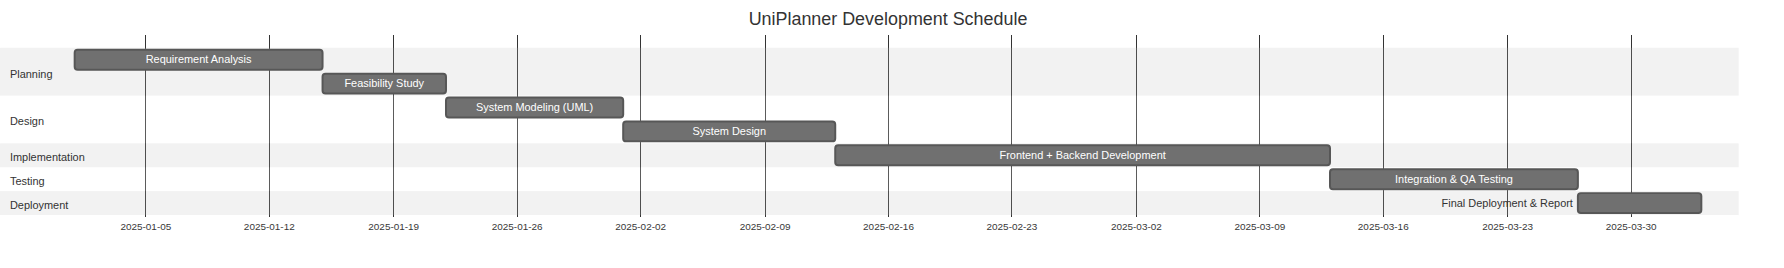 UniPlanner Development Schedule
Planning
Requirement Analysis
Feasibility Study
Design
System Modeling (UML)
System Design
Implementation
Frontend + Backend Development
Testing
Integration & QA Testing
Deployment
Final Deployment & Report
2025-01-05 2025-01-12 2025-01-19 2025-01-26 2025-02-02 2025-02-09 2025-02-16 2025-02-23 2025-03-02 2025-03-09 2025-03-16 2025-03-23 2025-03-30